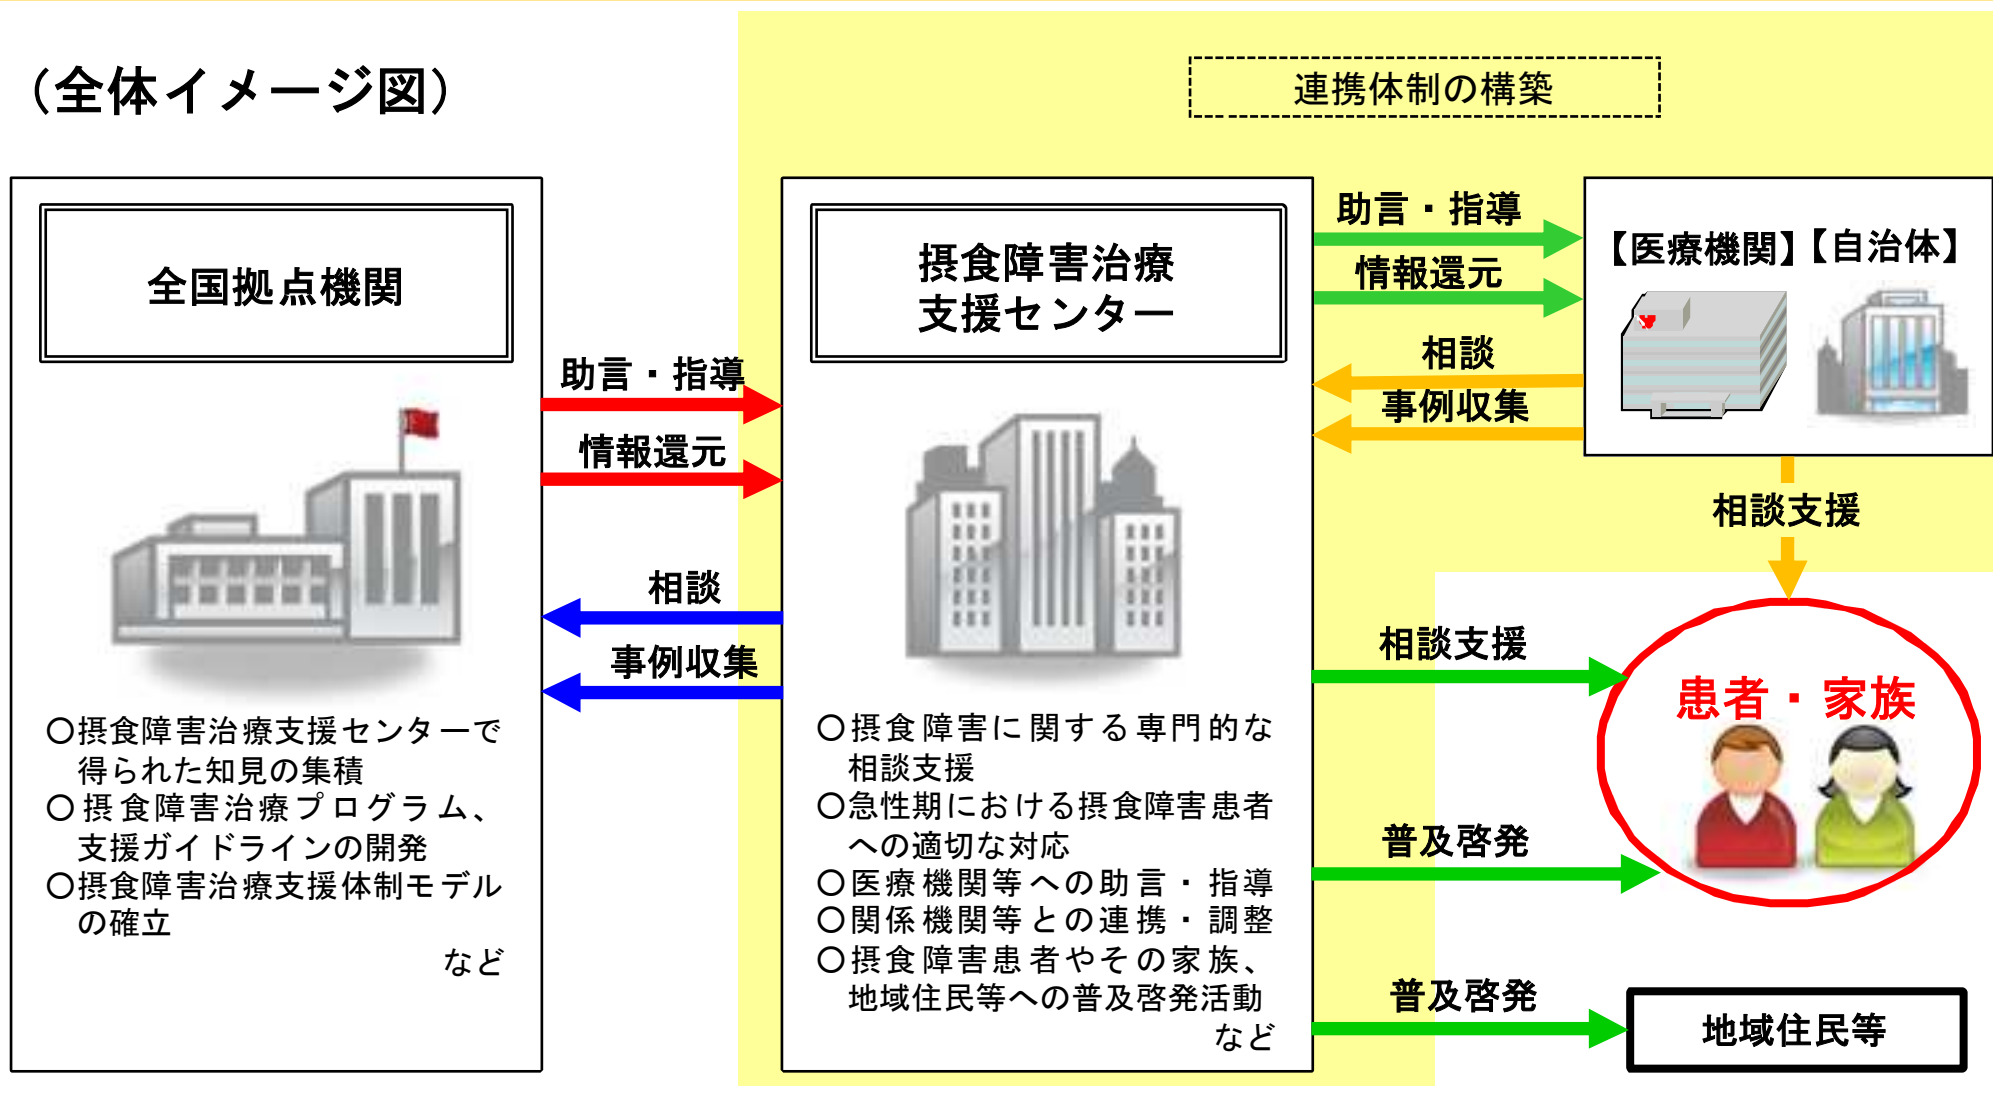 （全体イメージ図）
連携体制の構築
全国拠点機関
〇摂食障害治療支援センターで
得られた知見の集積
〇摂食障害治療プログラム、
支援ガイドラインの開発
〇摂食障害治療支援体制モデル
の確立
など
助言・指導
情報還元
相談
事例収集
摂食障害治療
支援センター
〇摂食障害に関する専門的な
相談支援
〇急性期における摂食障害患者
への適切な対応
〇医療機関等への助言・指導
〇関係機関等との連携・調整
〇摂食障害患者やその家族、
地域住民等への普及啓発活動
など
助言・指導
情報還元
相談
事例収集
【医療機関】【自治体】
相談支援
相談支援
患者・家族
普及啓発
普及啓発
地域住民等